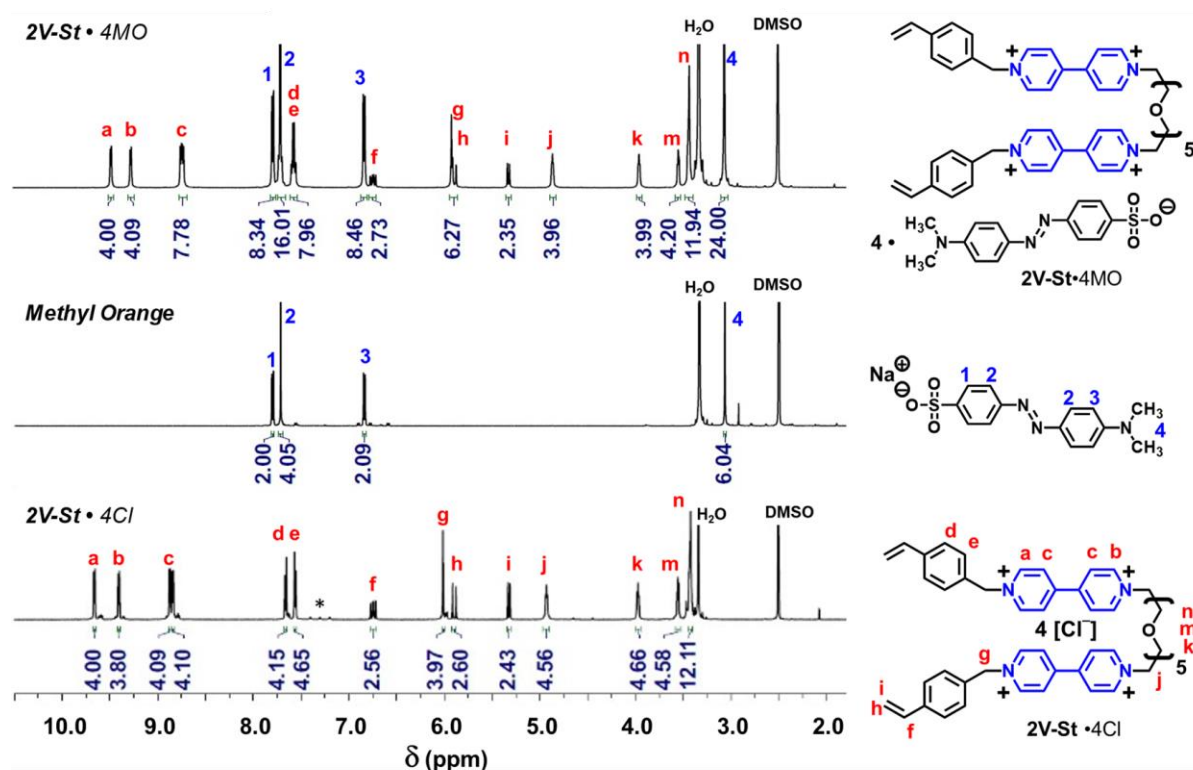 2V-St • 4MO
H2O
DMSO
a b c 1 2 d e 3 f g h i j k m n 4
4.00 4.09 7.78 8.34 16.01 7.96 8.46 2.73 6.27 2.35 3.96 3.99 4.20 11.94 24.00
N+ +N
O
5
N+ +N
4 • H3C N CH3 N N S O O O⊖
2V-St•4MO
Methyl Orange
H2O
DMSO
1 2 3 4
2.00 4.05 2.09 6.04
Na⊕
⊖O S O O 1 2 N N 2 3 N CH3 CH3 4
2V-St • 4Cl
H2O
DMSO
a b c d e * f g h i j k m n
4.00 3.80 4.09 4.10 4.15 4.65 2.56 3.97 2.60 2.43 4.56 4.66 4.58 12.11
d e a c c b
N+ +N
4 [Cl⁻]
O 5 n m k
g N+ +N j
i h f
2V-St •4Cl
10.0 9.0 8.0 7.0 6.0 5.0 4.0 3.0 2.0
δ (ppm)